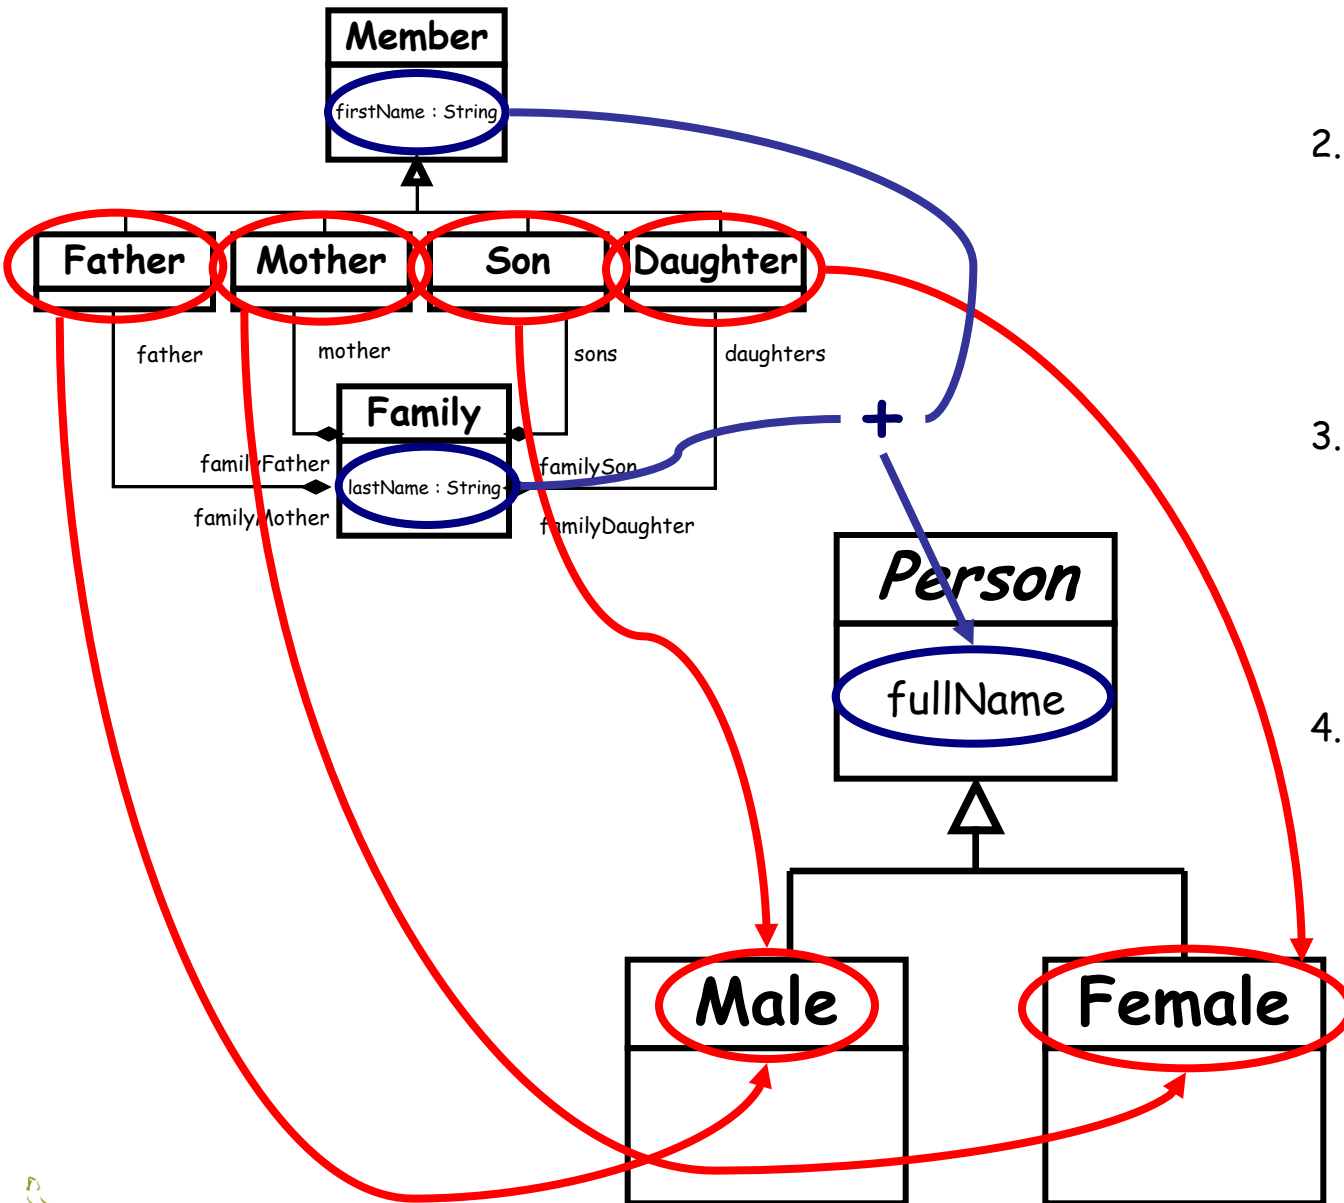 Member
firstName : String
2.
Father Mother Son Daughter
father mother sons daughters
Family
+
3.
familyFather familySon
lastName : String
familyMother familyDaughter
Person
fullName
4.
Male Female